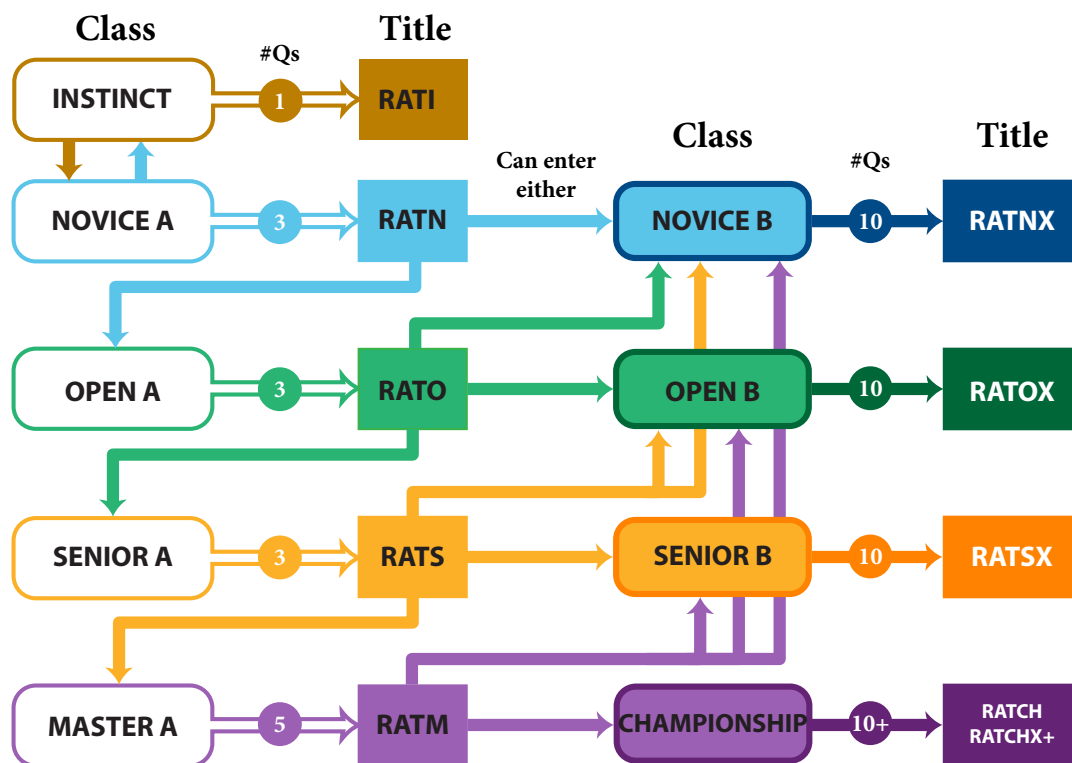 Class
#Qs
Title
INSTINCT
1
RATI
Class
#Qs
Title
NOVICE A
3
RATN
Can enter
either
NOVICE B
10
RATNX
OPEN A
3
RATO
OPEN B
10
RATOX
SENIOR A
3
RATS
SENIOR B
10
RATSX
MASTER A
5
RATM
CHAMPIONSHIP
10+
RATCH
RATCHX+